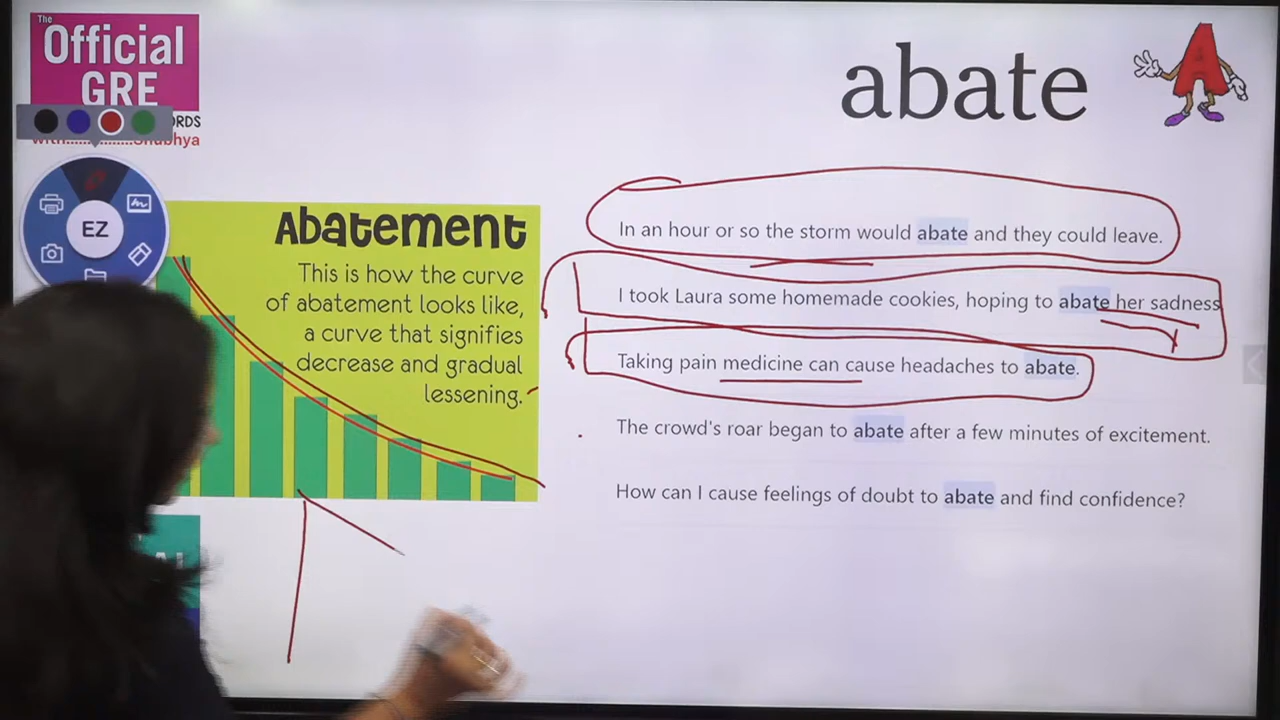 The
Official
GRE
ORDS
with...............Shubhya
abate
EZ
Abatement
This is how the curve
of abatement looks like,
a curve that signifies
decrease and gradual
lessening.
In an hour or so the storm would abate and they could leave.
I took Laura some homemade cookies, hoping to abate her sadness
Taking pain medicine can cause headaches to abate.
The crowd's roar began to abate after a few minutes of excitement.
How can I cause feelings of doubt to abate and find confidence?